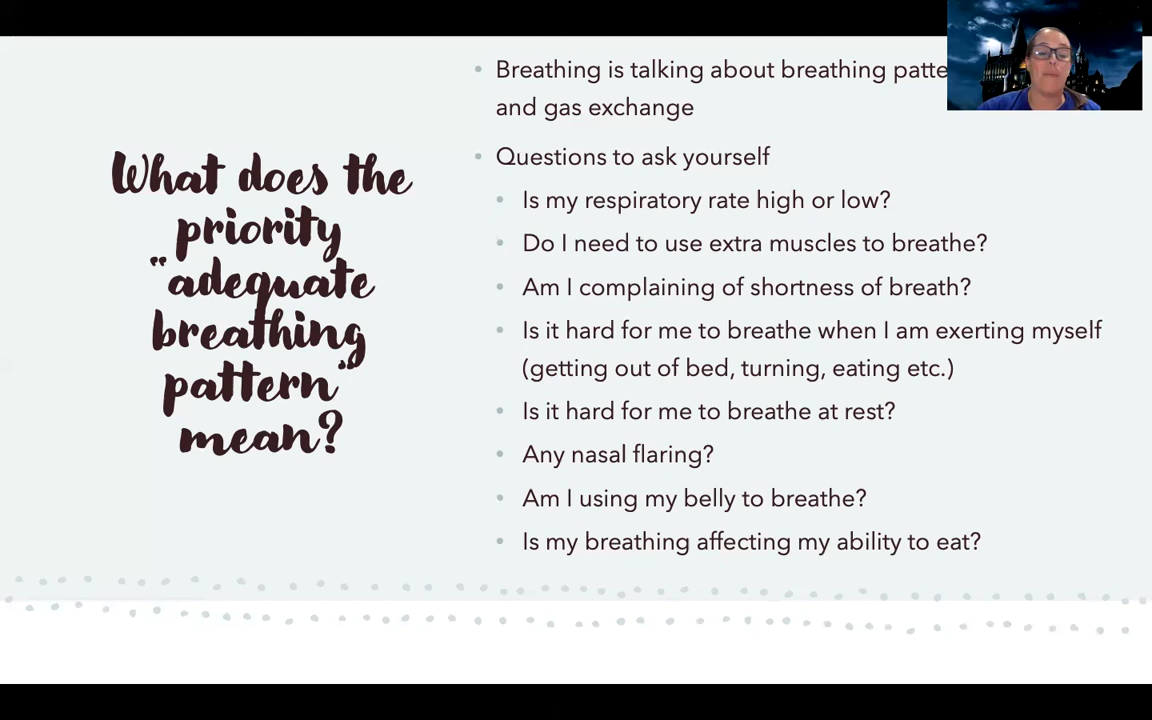 What does the
priority
"adequate
breathing
pattern"
mean?
• Breathing is talking about breathing
and gas exchange
• Questions to ask yourself
• Is my respiratory rate high or low?
• Do I need to use extra muscles to breathe?
• Am I complaining of shortness of breath?
• Is it hard for me to breathe when I am exerting myself
(getting out of bed, turning, eating etc.)
• Is it hard for me to breathe at rest?
• Any nasal flaring?
• Am I using my belly to breathe?
• Is my breathing affecting my ability to eat?